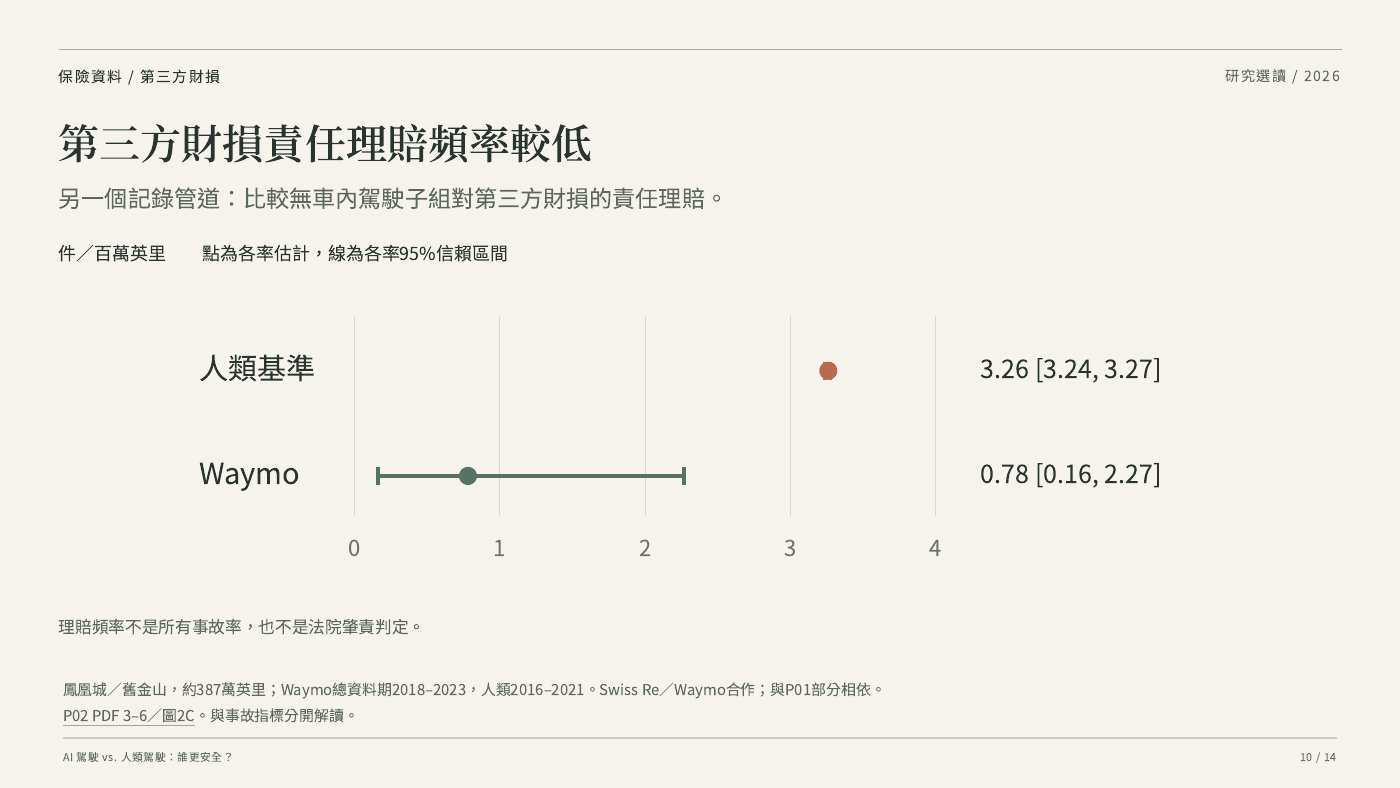 保險資料 / 第三方財損
研究選讀 / 2026
第三方財損責任理賠頻率較低
另一個記錄管道：比較無車內駕駛子組對第三方財損的責任理賠。
件／百萬英里　　點為各率估計，線為各率95%信賴區間
人類基準
3.26 [3.24, 3.27]
Waymo
0.78 [0.16, 2.27]
0 1 2 3 4
理賠頻率不是所有事故率，也不是法院肇責判定。
鳳凰城／舊金山，約387萬英里；Waymo總資料期2018–2023，人類2016–2021。Swiss Re／Waymo合作；與P01部分相依。
P02 PDF 3–6／圖2C。與事故指標分開解讀。
AI 駕駛 vs. 人類駕駛：誰更安全？
10 / 14